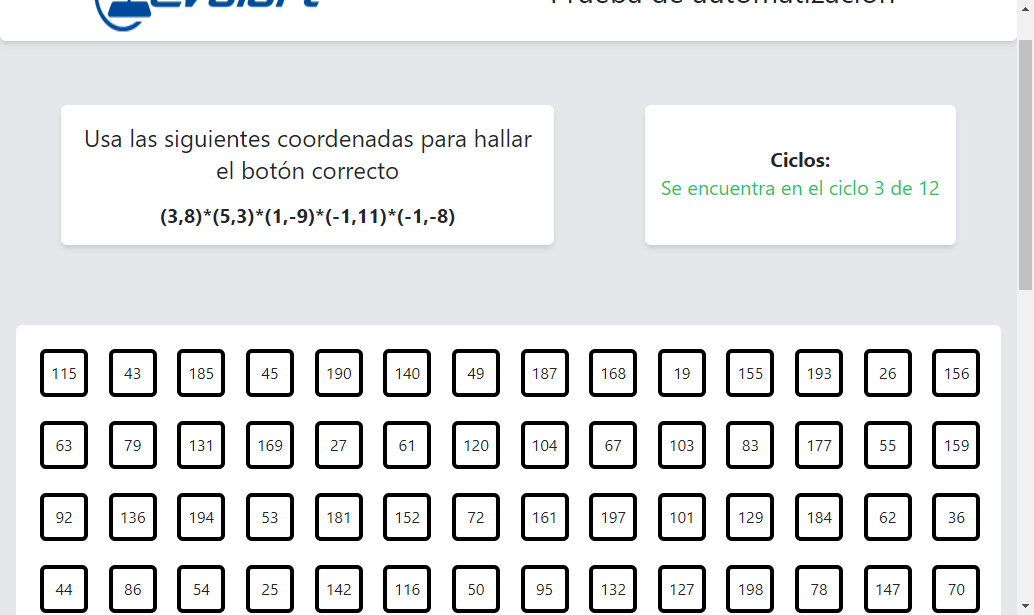 Prueba de automatización
Usa las siguientes coordenadas para hallar
el botón correcto
(3,8)*(5,3)*(1,-9)*(-1,11)*(-1,-8)
Ciclos:
Se encuentra en el ciclo 3 de 12
115 43 185 45 190 140 49 187 168 19 155 193 26 156
63 79 131 169 27 61 120 104 67 103 83 177 55 159
92 136 194 53 181 152 72 161 197 101 129 184 62 36
44 86 54 25 142 116 50 95 132 127 198 78 147 70